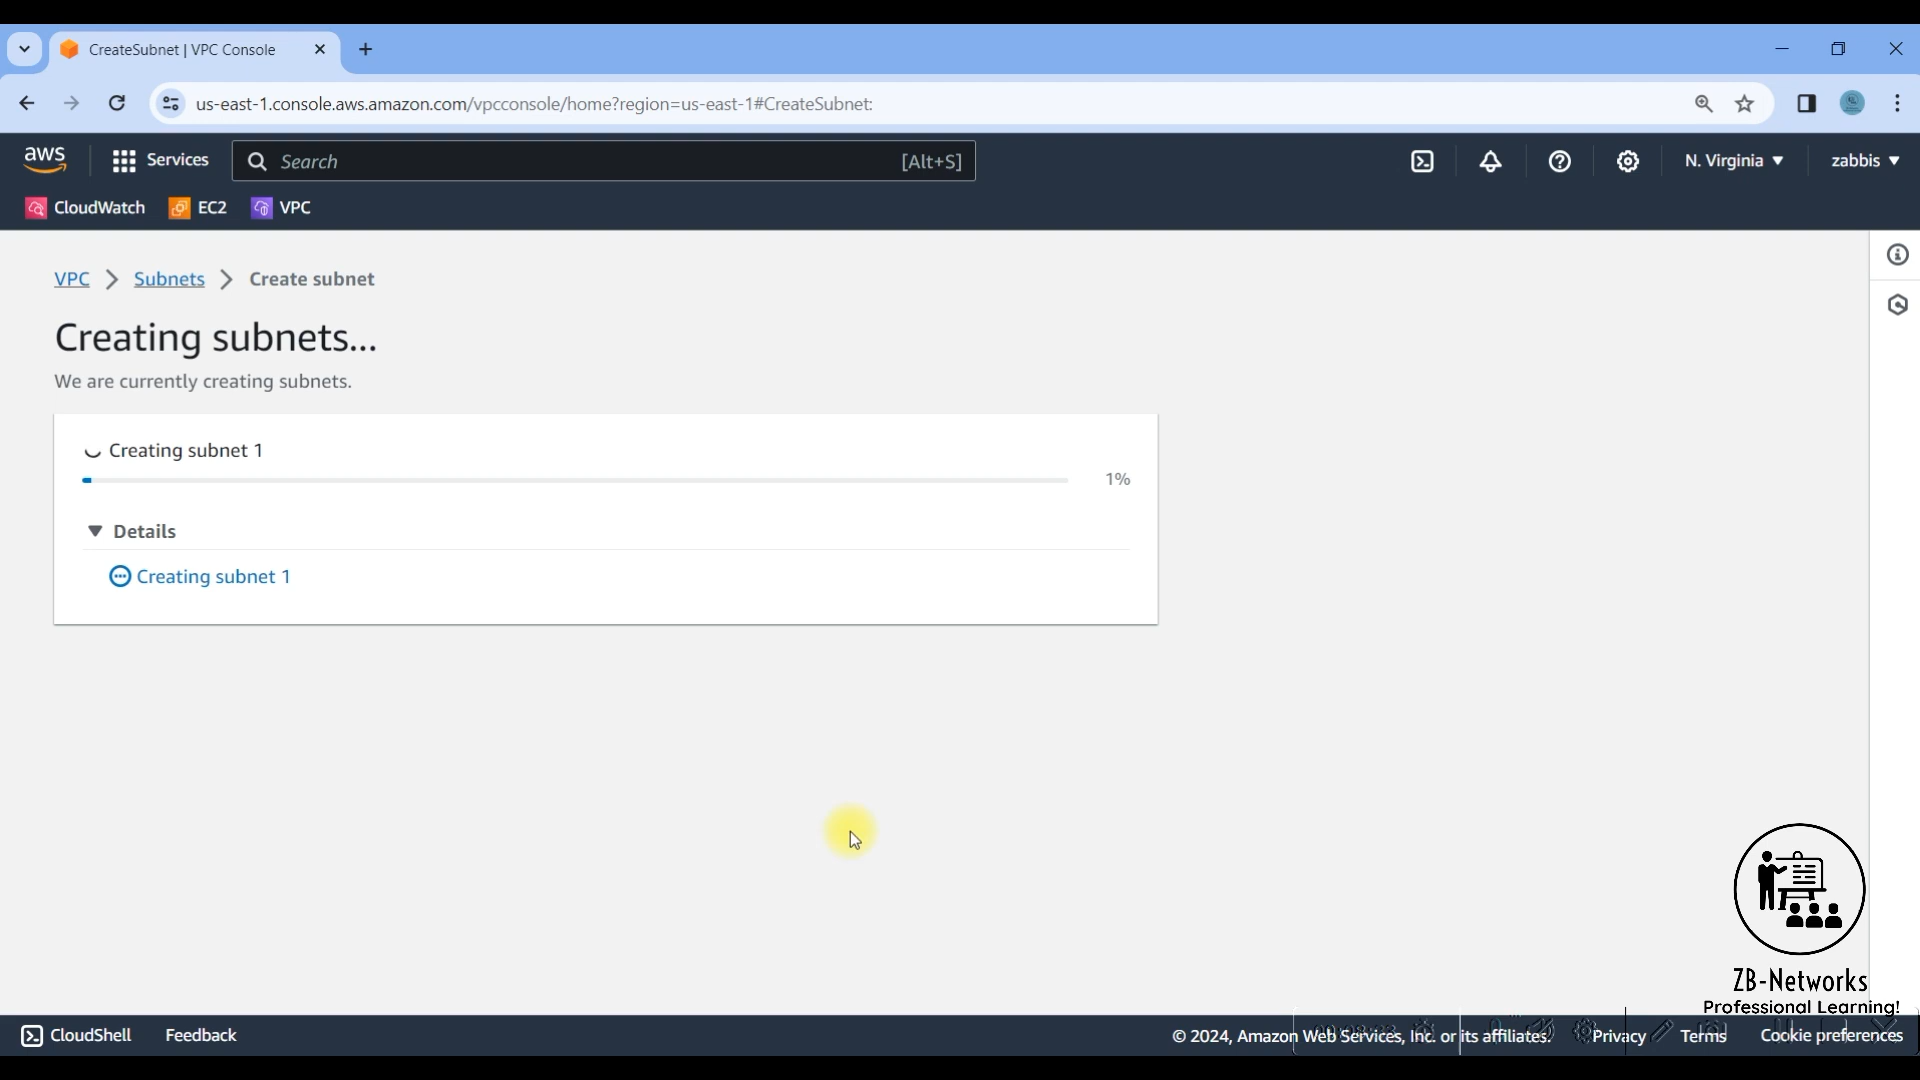 CreateSubnet | VPC Console
us-east-1.console.aws.amazon.com/vpcconsole/home?region=us-east-1#CreateSubnet:
aws
Services
Search
[Alt+S]
N. Virginia
zabbis
CloudWatch
EC2
VPC
VPC
Subnets
Create subnet
Creating subnets...
We are currently creating subnets.
Creating subnet 1
1%
Details
Creating subnet 1
ZB-Networks
Professional Learning!
CloudShell
Feedback
© 2024, Amazon Web Services, Inc. or its affiliates.
Privacy
Terms
Cookie preferences